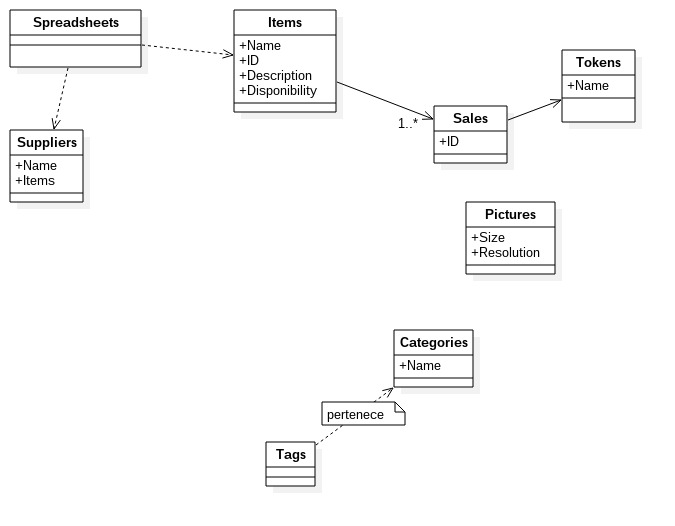 Spreadsheets
Items
+Name
+ID
+Description
+Disponibility
Tokens
+Name
1..*
Sales
+ID
Suppliers
+Name
+Items
Pictures
+Size
+Resolution
Categories
+Name
pertenece
Tags